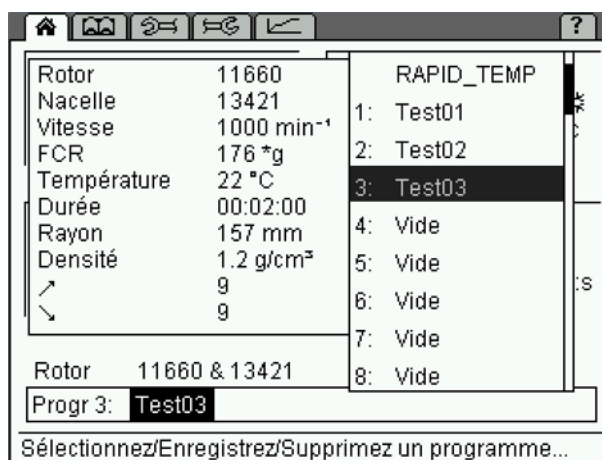 ?
Rotor 11660
Nacelle 13421
Vitesse 1000 min⁻¹
FCR 176 *g
Température 22 °C
Durée 00:02:00
Rayon 157 mm
Densité 1.2 g/cm³
↗ 9
↘ 9
RAPID_TEMP
1: Test01
2: Test02
3: Test03
4: Vide
5: Vide
6: Vide
7: Vide
8: Vide
:s
Rotor 11660 & 13421
Progr 3: Test03
Sélectionnez/Enregistrez/Supprimez un programme...